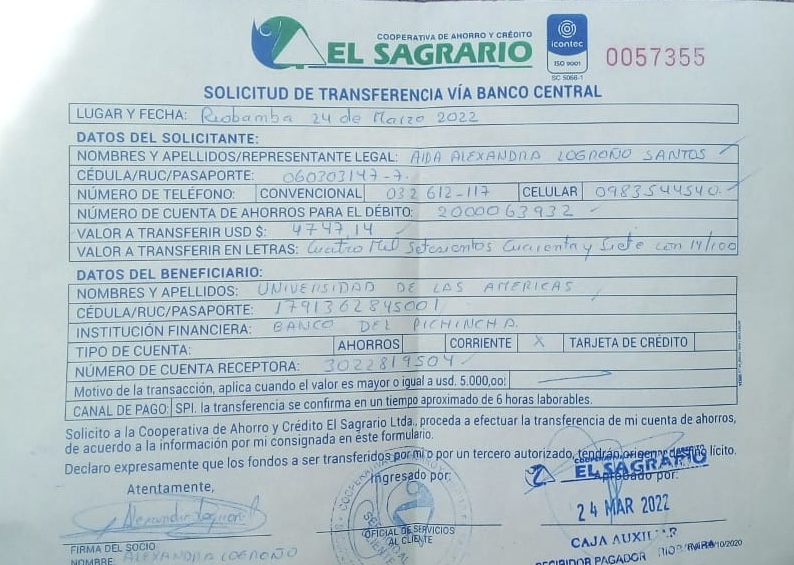 COOPERATIVA DE AHORRO Y CRÉDITO
EL SAGRARIO
icontec
ISO 9001
SC 5066-1
0057355
SOLICITUD DE TRANSFERENCIA VÍA BANCO CENTRAL
LUGAR Y FECHA: Riobamba 24 de Marzo 2022
DATOS DEL SOLICITANTE:
NOMBRES Y APELLIDOS/REPRESENTANTE LEGAL: AIDA ALEXANDRA LOGROÑO SANTOS
CÉDULA/RUC/PASAPORTE: 060303147-7
NÚMERO DE TELÉFONO: CONVENCIONAL 032 612-117 CELULAR 0983544540
NÚMERO DE CUENTA DE AHORROS PARA EL DÉBITO: 2000063932
VALOR A TRANSFERIR USD $: 4747,14
VALOR A TRANSFERIR EN LETRAS: Cuatro Mil Setesientos Cuarenta y Siete con 14/100
DATOS DEL BENEFICIARIO:
NOMBRES Y APELLIDOS: UNIVERSIDAD DE LAS AMERICAS
CÉDULA/RUC/PASAPORTE: 1791362845001
INSTITUCIÓN FINANCIERA: BANCO DEL PICHINCHA.
TIPO DE CUENTA: AHORROS CORRIENTE X TARJETA DE CRÉDITO
NÚMERO DE CUENTA RECEPTORA: 3022819504
Motivo de la transacción, aplica cuando el valor es mayor o igual a usd. 5.000,oo:
CANAL DE PAGO: SPI. la transferencia se confirma en un tiempo aproximado de 6 horas laborables.
Solicito a la Cooperativa de Ahorro y Crédito El Sagrario Ltda., proceda a efectuar la transferencia de mi cuenta de ahorros,
de acuerdo a la información por mi consignada en éste formulario.
Declaro expresamente que los fondos a ser transferidos por mi o por un tercero autorizado, tendrán origen y destino lícito.
Atentamente, Ingresado por: Aprobado por:
EL SAGRARIO
24 MAR 2022
Alexandra Logroño
FIRMA DEL SOCIO OFICIAL DE SERVICIOS AL CLIENTE CAJA AUXILIAR
NOMBRE: ALEXANDRA LOGROÑO
RECIBIDOR PAGADOR RIOBAMBA